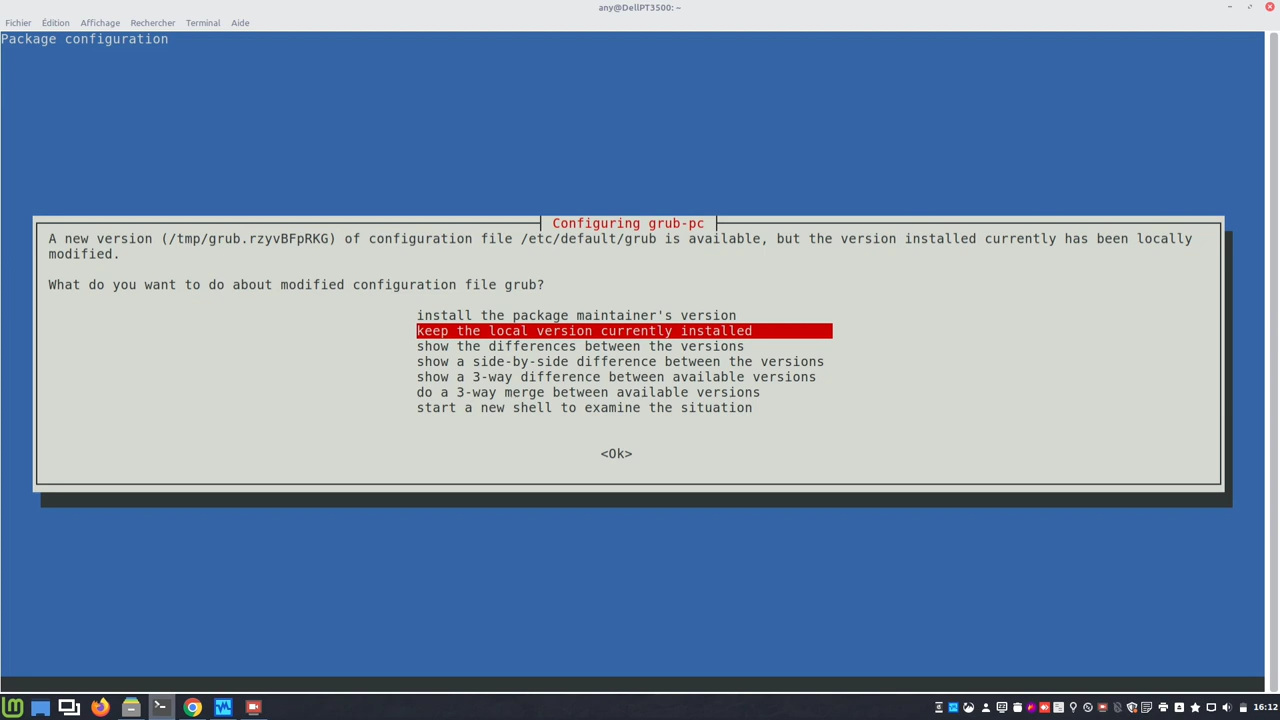 any@DellPT3500: ~
Fichier Édition Affichage Rechercher Terminal Aide
Package configuration
Configuring grub-pc
A new version (/tmp/grub.rzyvBFpRKG) of configuration file /etc/default/grub is available, but the version installed currently has been locally
modified.
What do you want to do about modified configuration file grub?
install the package maintainer's version
keep the local version currently installed
show the differences between the versions
show a side-by-side difference between the versions
show a 3-way difference between available versions
do a 3-way merge between available versions
start a new shell to examine the situation
<Ok>
16:12